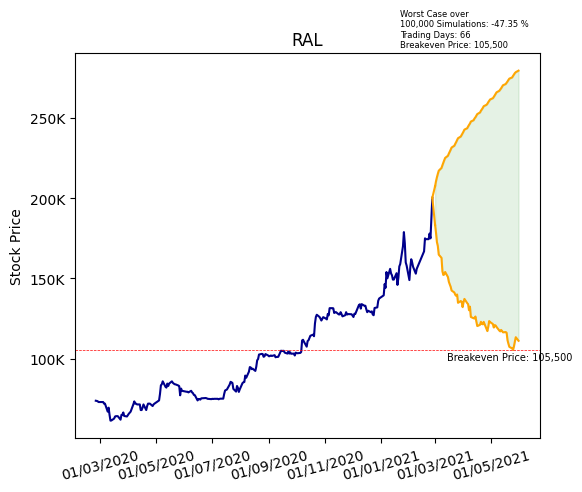 Worst Case over
100,000 Simulations: -47.35 %
Trading Days: 66
Breakeven Price: 105,500
RAL
Stock Price
250K
200K
150K
100K
Breakeven Price: 105,500
01/03/2020
01/05/2020
01/07/2020
01/09/2020
01/11/2020
01/01/2021
01/03/2021
01/05/2021